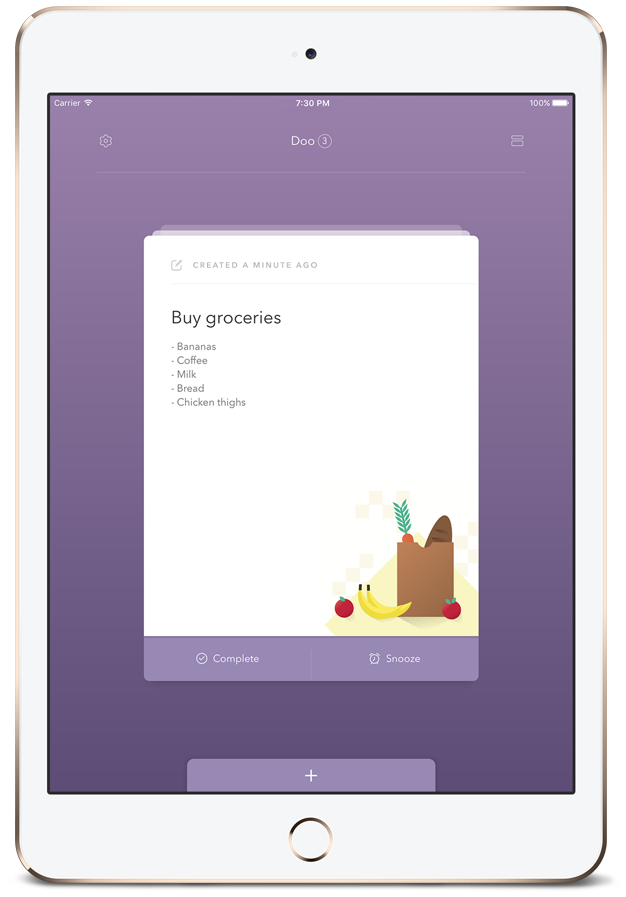 Carrier 7:30 PM 100%
Doo 3
CREATED A MINUTE AGO
Buy groceries
- Bananas
- Coffee
- Milk
- Bread
- Chicken thighs
Complete Snooze
+